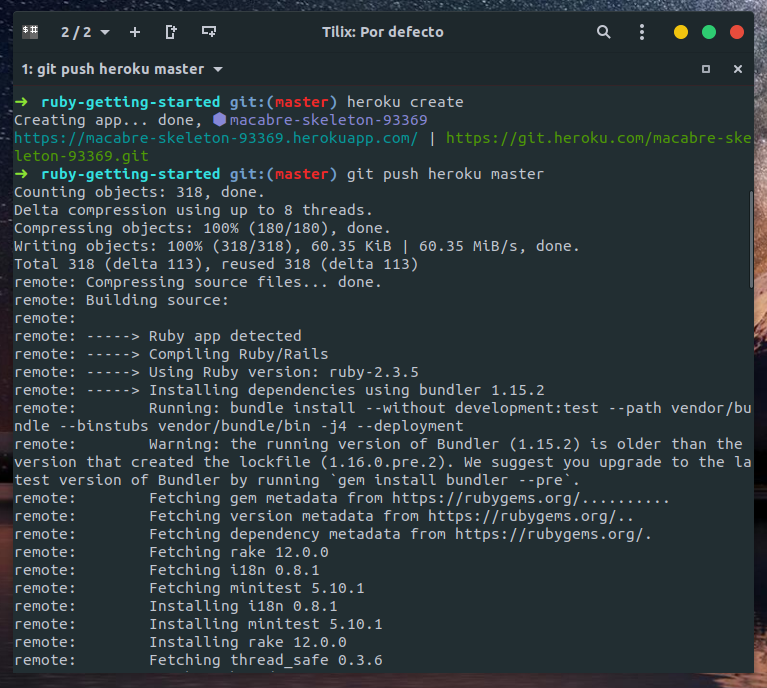 2 / 2
Tilix: Por defecto
1: git push heroku master
➜ ruby-getting-started git:(master) heroku create
Creating app... done, ⬢ macabre-skeleton-93369
https://macabre-skeleton-93369.herokuapp.com/ | https://git.heroku.com/macabre-ske
leton-93369.git
➜ ruby-getting-started git:(master) git push heroku master
Counting objects: 318, done.
Delta compression using up to 8 threads.
Compressing objects: 100% (180/180), done.
Writing objects: 100% (318/318), 60.35 KiB | 60.35 MiB/s, done.
Total 318 (delta 113), reused 318 (delta 113)
remote: Compressing source files... done.
remote: Building source:
remote:
remote: -----> Ruby app detected
remote: -----> Compiling Ruby/Rails
remote: -----> Using Ruby version: ruby-2.3.5
remote: -----> Installing dependencies using bundler 1.15.2
remote:        Running: bundle install --without development:test --path vendor/bu
ndle --binstubs vendor/bundle/bin -j4 --deployment
remote:        Warning: the running version of Bundler (1.15.2) is older than the
version that created the lockfile (1.16.0.pre.2). We suggest you upgrade to the la
test version of Bundler by running `gem install bundler --pre`.
remote:        Fetching gem metadata from https://rubygems.org/..........
remote:        Fetching version metadata from https://rubygems.org/..
remote:        Fetching dependency metadata from https://rubygems.org/.
remote:        Fetching rake 12.0.0
remote:        Fetching i18n 0.8.1
remote:        Fetching minitest 5.10.1
remote:        Installing i18n 0.8.1
remote:        Installing minitest 5.10.1
remote:        Installing rake 12.0.0
remote:        Fetching thread_safe 0.3.6